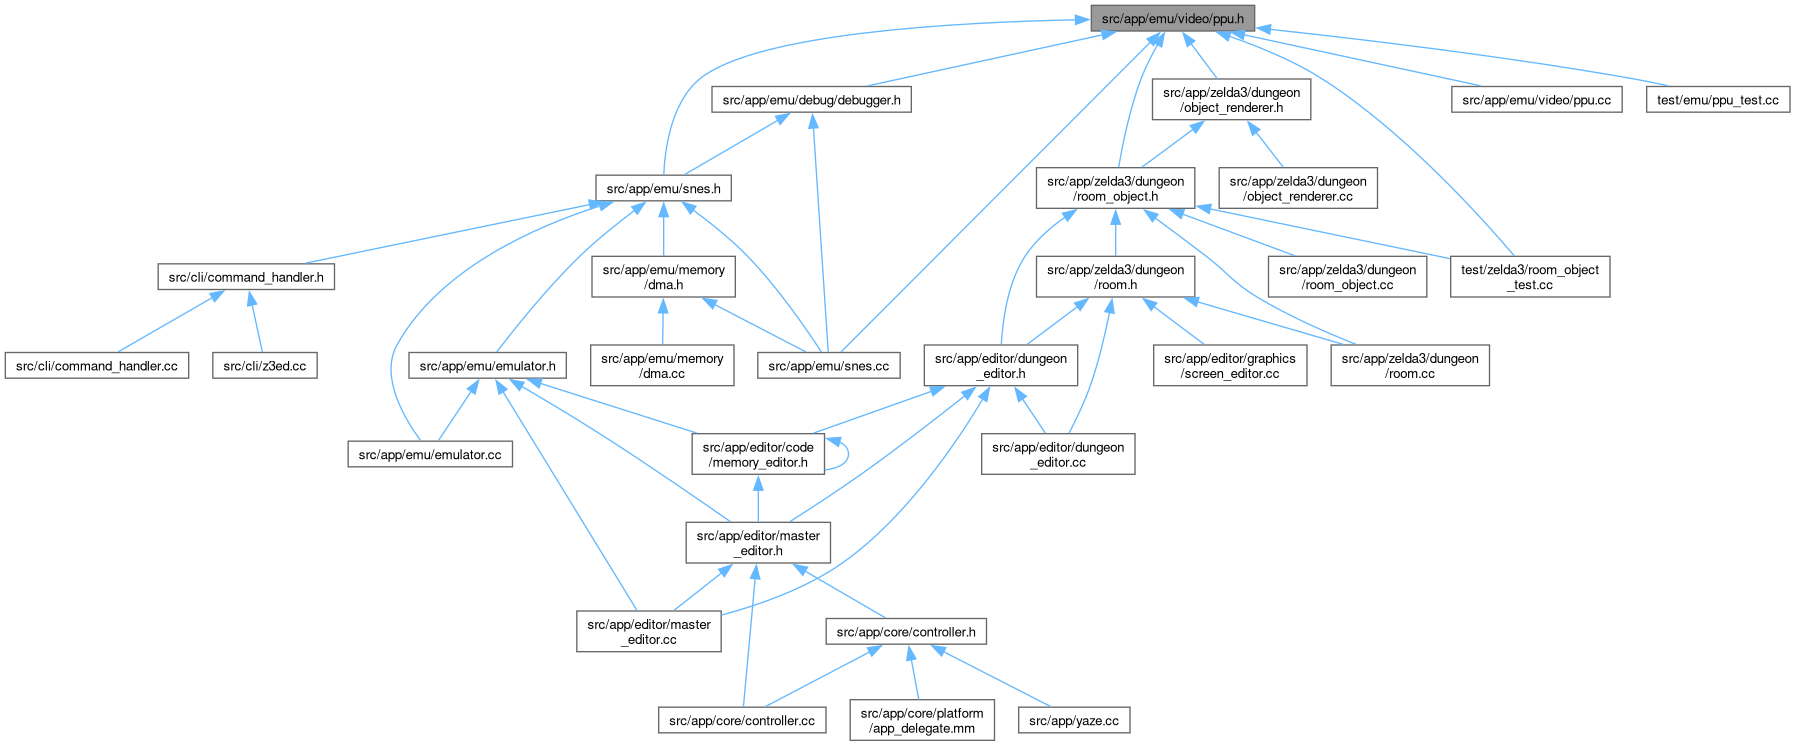 src/app/emu/video/ppu.h
src/app/emu/debug/debugger.h
src/app/zelda3/dungeon
/object_renderer.h
src/app/emu/video/ppu.cc
test/emu/ppu_test.cc
src/app/emu/snes.h
src/app/zelda3/dungeon
/room_object.h
src/app/zelda3/dungeon
/object_renderer.cc
src/cli/command_handler.h
src/app/emu/memory
/dma.h
src/app/zelda3/dungeon
/room.h
src/app/zelda3/dungeon
/room_object.cc
test/zelda3/room_object
_test.cc
src/cli/command_handler.cc
src/cli/z3ed.cc
src/app/emu/emulator.h
src/app/emu/memory
/dma.cc
src/app/emu/snes.cc
src/app/editor/dungeon
_editor.h
src/app/editor/graphics
/screen_editor.cc
src/app/zelda3/dungeon
/room.cc
src/app/emu/emulator.cc
src/app/editor/code
/memory_editor.h
src/app/editor/dungeon
_editor.cc
src/app/editor/master
_editor.h
src/app/editor/master
_editor.cc
src/app/core/controller.h
src/app/core/controller.cc
src/app/core/platform
/app_delegate.mm
src/app/yaze.cc